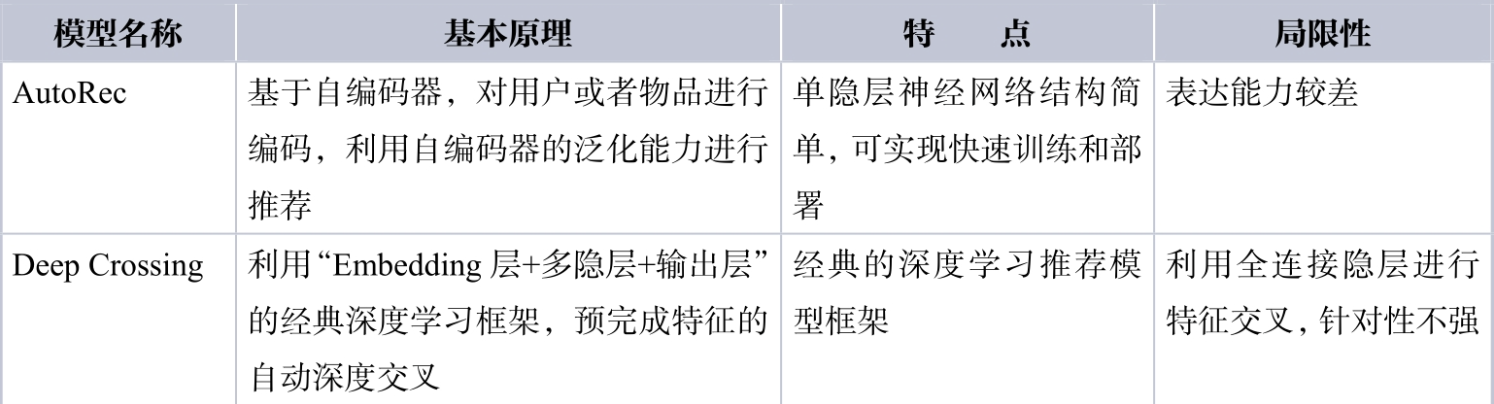 模型名称
基本原理
特 点
局限性
AutoRec
基于自编码器，对用户或者物品进行
编码，利用自编码器的泛化能力进行
推荐
单隐层神经网络结构简
单，可实现快速训练和部
署
表达能力较差
Deep Crossing
利用“Embedding 层+多隐层+输出层”
的经典深度学习框架，预完成特征的
自动深度交叉
经典的深度学习推荐模
型框架
利用全连接隐层进行
特征交叉，针对性不强